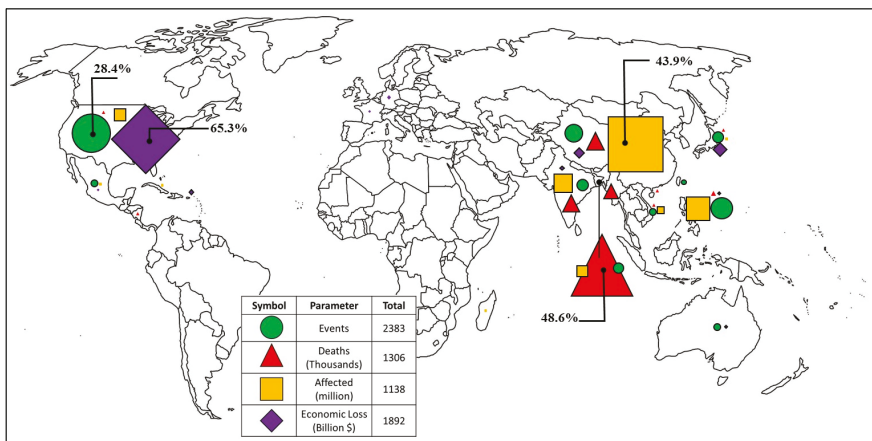 28.4%
65.3%
43.9%
48.6%
Symbol Parameter Total
Events 2383
Deaths
(Thousands) 1306
Affected
(million) 1138
Economic Loss
(Billion $) 1892